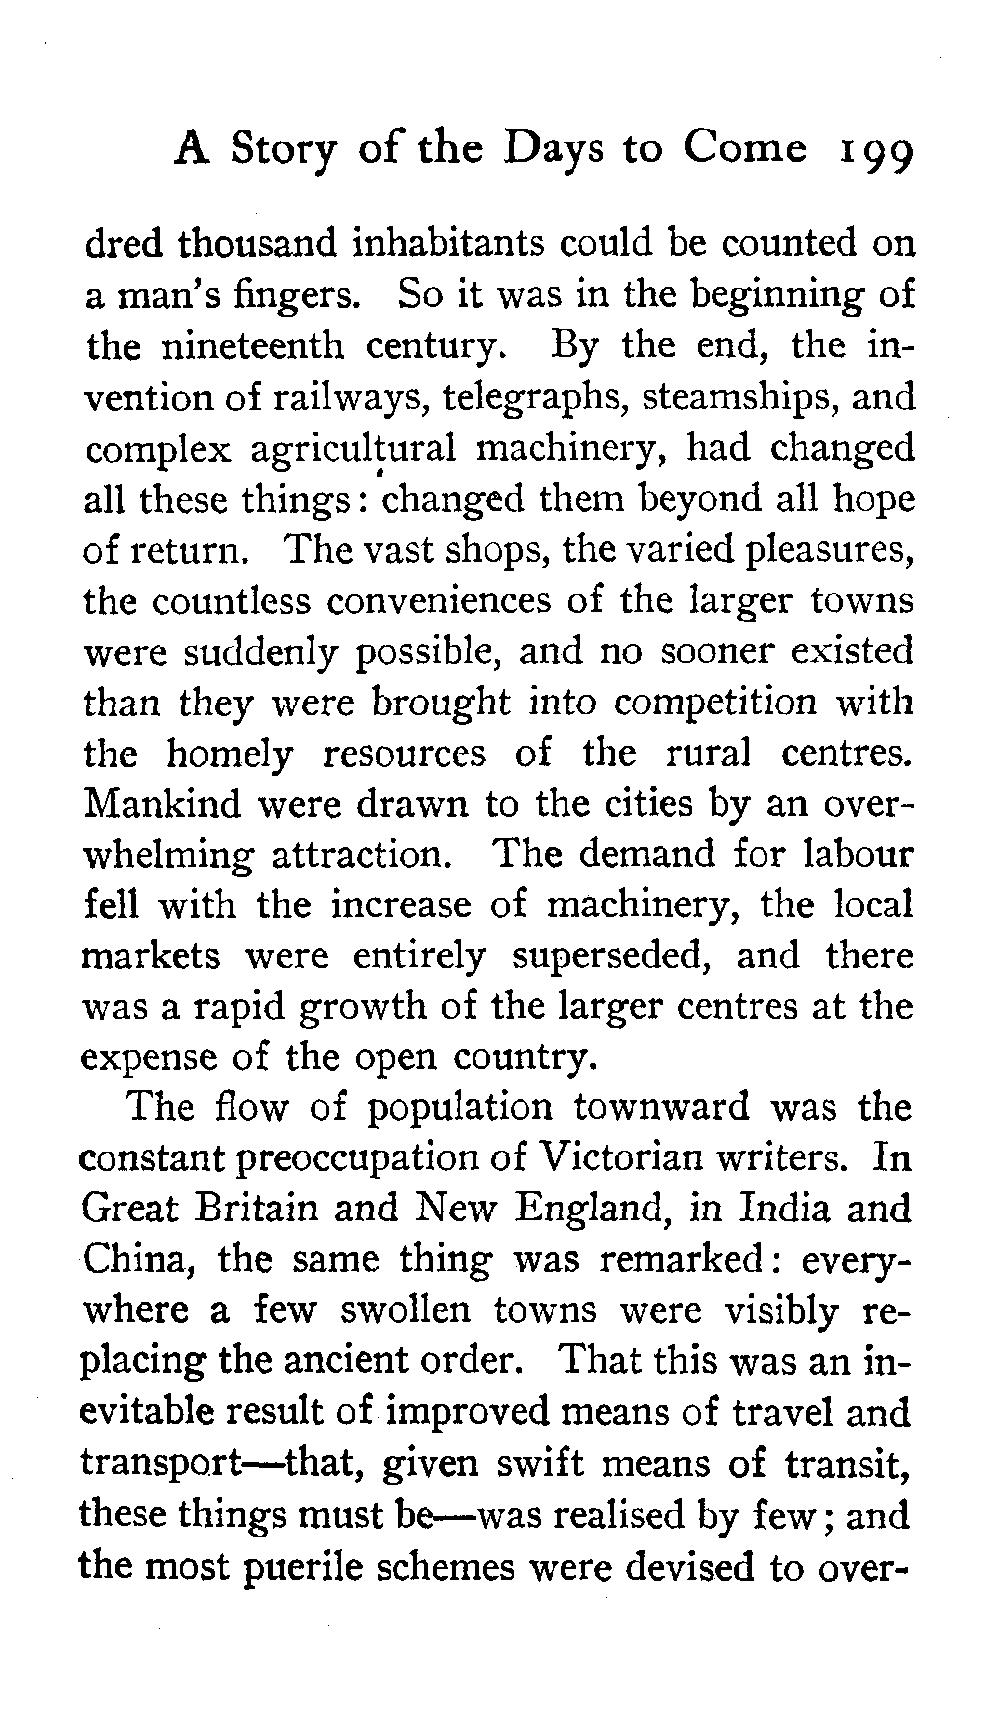 A Story of the Days to Come 199
dred thousand inhabitants could be counted on
a man's fingers. So it was in the beginning of
the nineteenth century. By the end, the in-
vention of railways, telegraphs, steamships, and
complex agricultural machinery, had changed
all these things: changed them beyond all hope
of return. The vast shops, the varied pleasures,
the countless conveniences of the larger towns
were suddenly possible, and no sooner existed
than they were brought into competition with
the homely resources of the rural centres.
Mankind were drawn to the cities by an over-
whelming attraction. The demand for labour
fell with the increase of machinery, the local
markets were entirely superseded, and there
was a rapid growth of the larger centres at the
expense of the open country.
The flow of population townward was the
constant preoccupation of Victorian writers. In
Great Britain and New England, in India and
China, the same thing was remarked: every-
where a few swollen towns were visibly re-
placing the ancient order. That this was an in-
evitable result of improved means of travel and
transport—that, given swift means of transit,
these things must be—was realised by few; and
the most puerile schemes were devised to over-